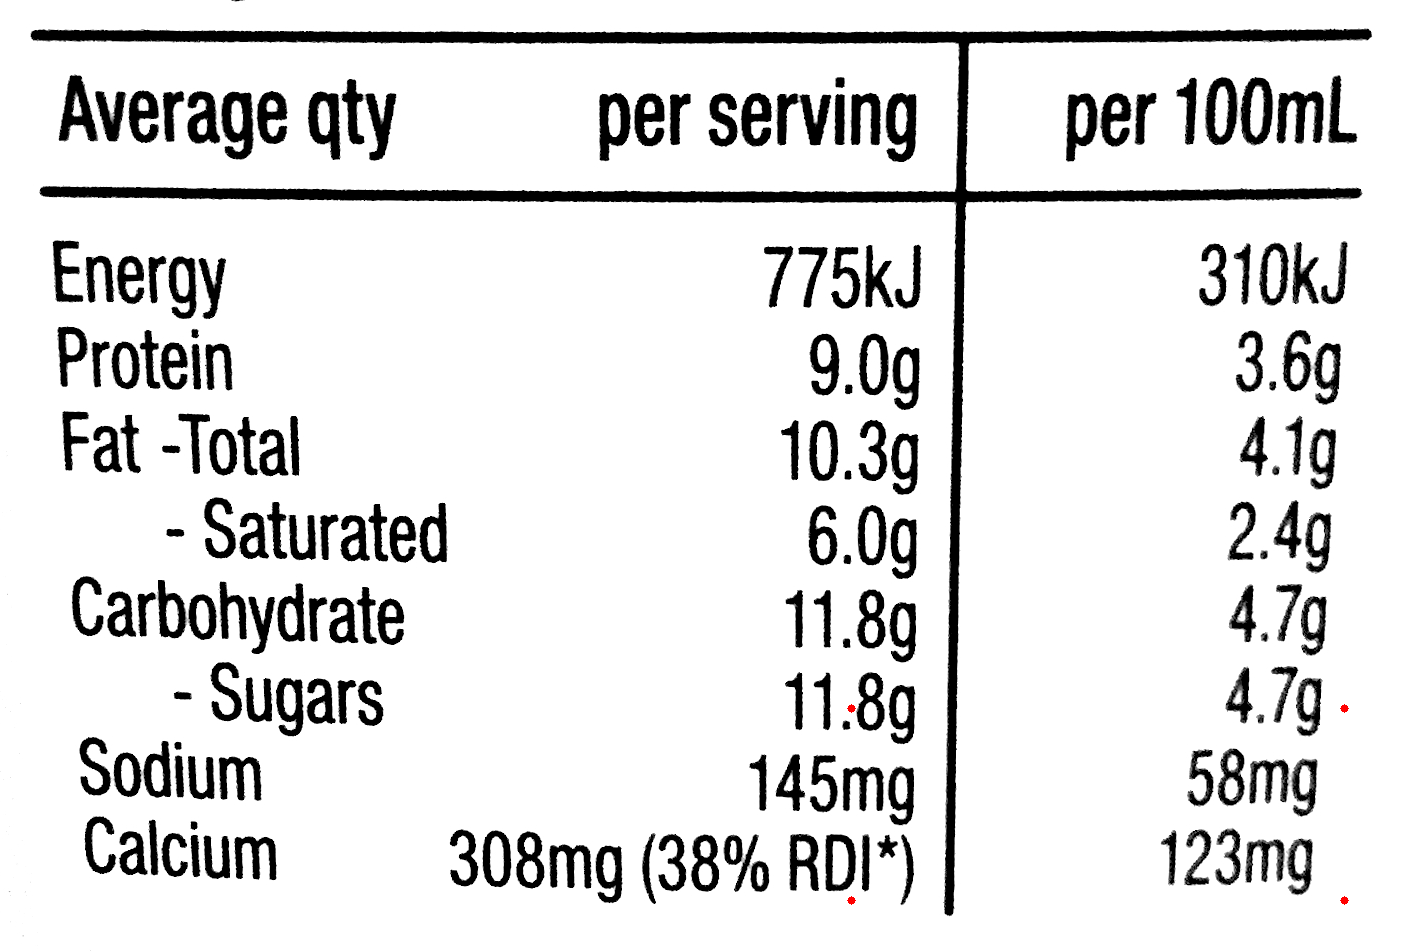 Average qty per serving per 100mL
Energy 775kJ 310kJ
Protein 9.0g 3.6g
Fat -Total 10.3g 4.1g
- Saturated 6.0g 2.4g
Carbohydrate 11.8g 4.7g
- Sugars 11.8g 4.7g
Sodium 145mg 58mg
Calcium 308mg (38% RDI*) 123mg